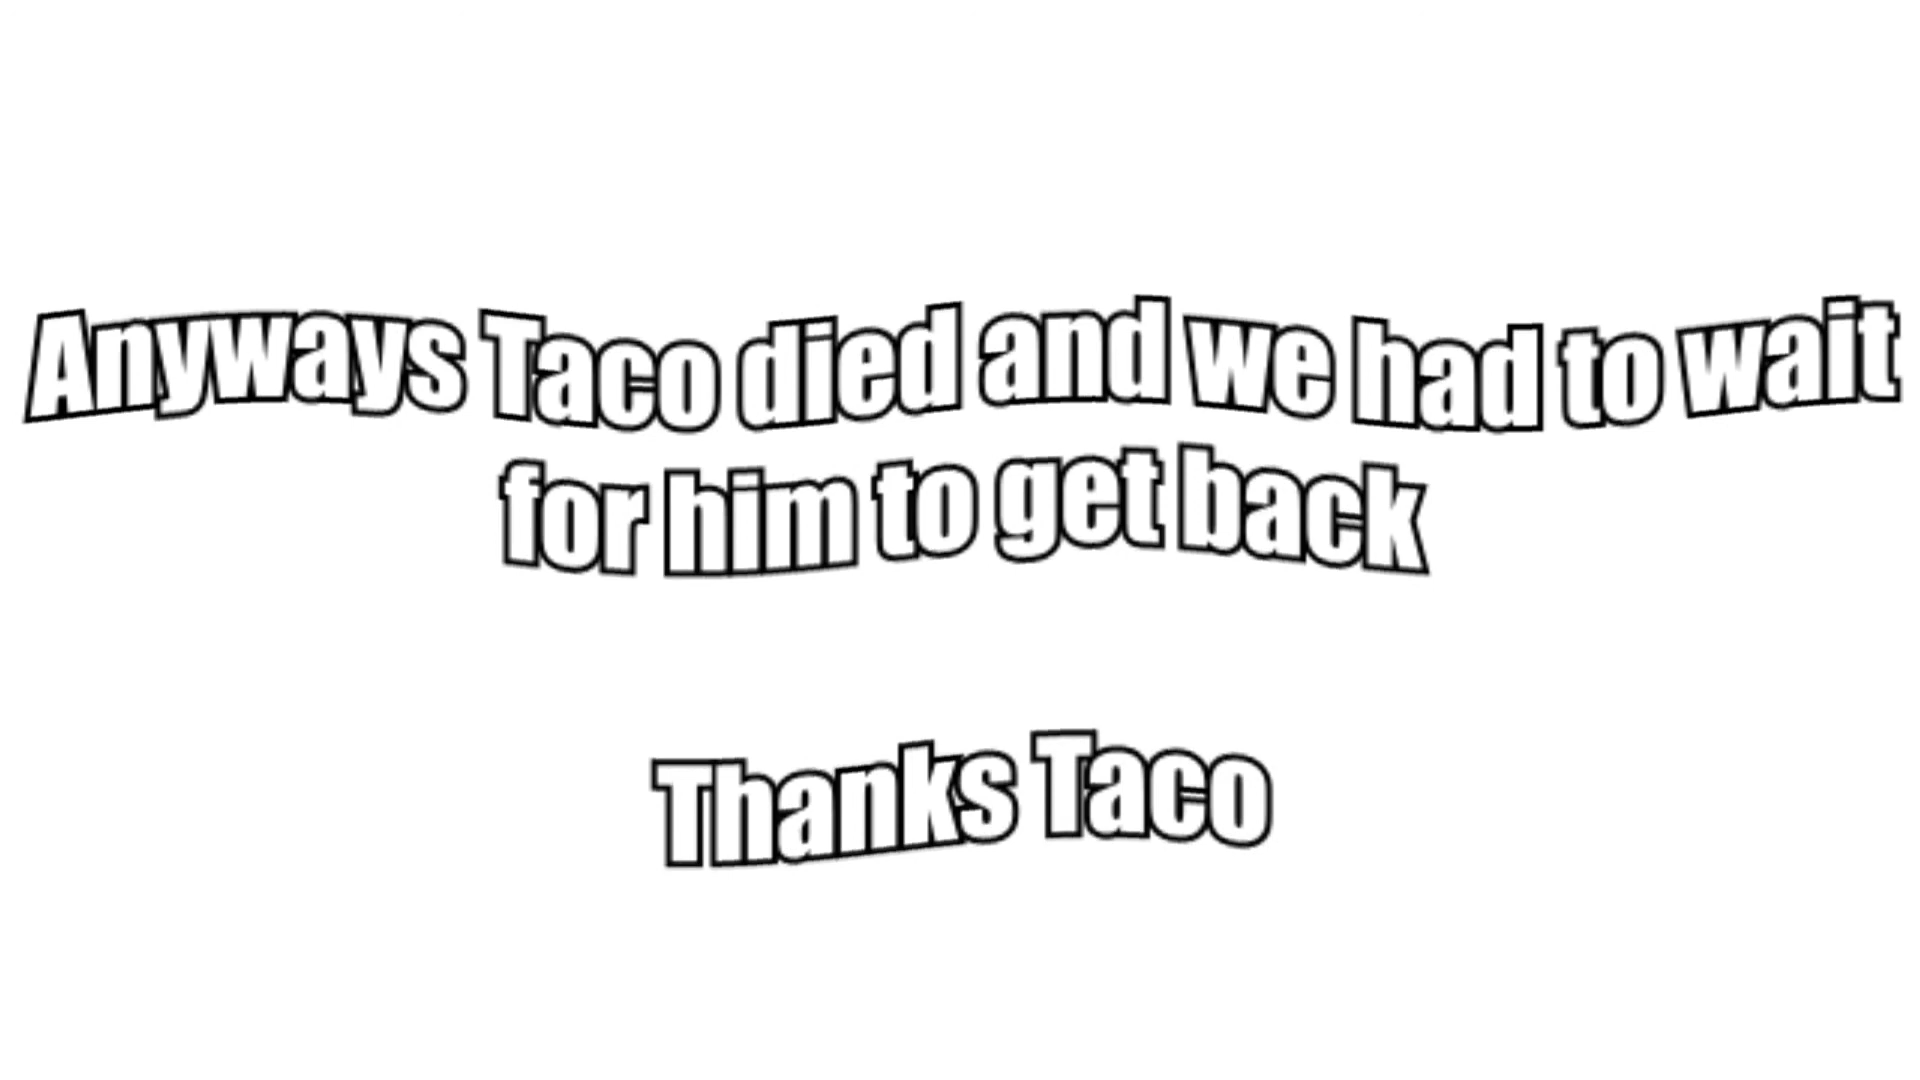 Anyways Taco died and we had to wait
for him to get back
Thanks Taco